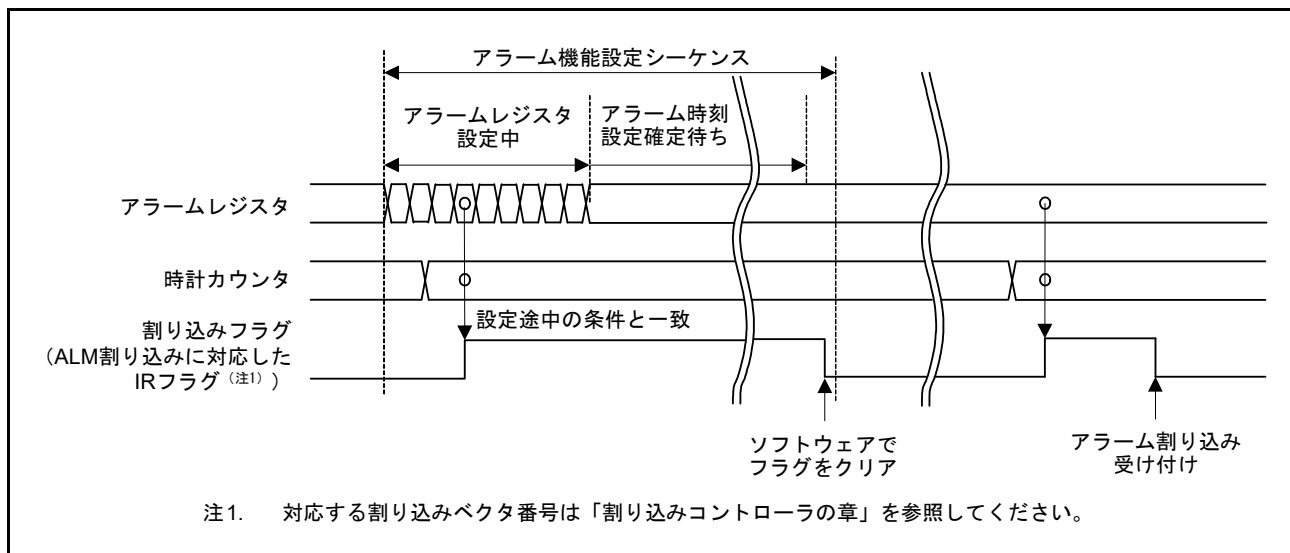 アラーム機能設定シーケンス
アラームレジスタ
設定中
アラーム時刻
設定確定待ち
アラームレジスタ
時計カウンタ
設定途中の条件と一致
割り込みフラグ
(ALM割り込みに対応した
IRフラグ(注1))
ソフトウェアで
フラグをクリア
アラーム割り込み
受け付け
注1. 対応する割り込みベクタ番号は「割り込みコントローラの章」を参照してください。